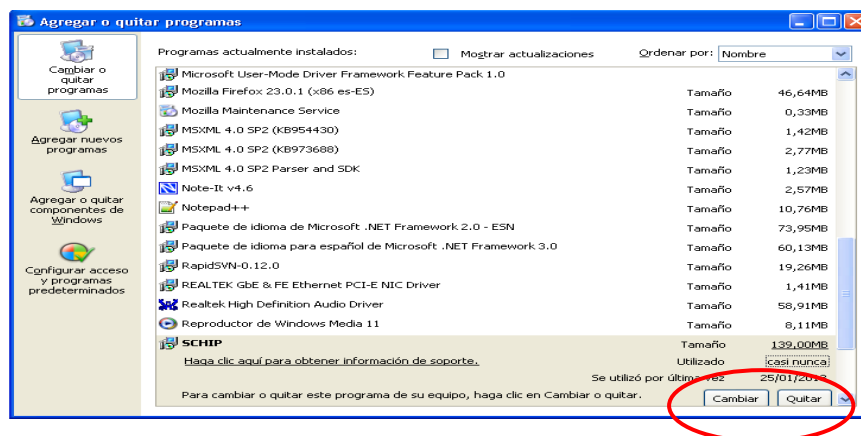 Agregar o quitar programas
Cambiar o
quitar
programas
Agregar nuevos
programas
Agregar o quitar
componentes de
Windows
Configurar acceso
y programas
predeterminados
Programas actualmente instalados: Mostrar actualizaciones Ordenar por: Nombre
Microsoft User-Mode Driver Framework Feature Pack 1.0
Mozilla Firefox 23.0.1 (x86 es-ES) Tamaño 46,64MB
Mozilla Maintenance Service Tamaño 0,33MB
MSXML 4.0 SP2 (KB954430) Tamaño 1,42MB
MSXML 4.0 SP2 (KB973688) Tamaño 2,77MB
MSXML 4.0 SP2 Parser and SDK Tamaño 1,23MB
Note-It v4.6 Tamaño 2,57MB
Notepad++ Tamaño 10,76MB
Paquete de idioma de Microsoft .NET Framework 2.0 - ESN Tamaño 73,95MB
Paquete de idioma para español de Microsoft .NET Framework 3.0 Tamaño 60,13MB
RapidSVN-0.12.0 Tamaño 19,26MB
REALTEK GbE & FE Ethernet PCI-E NIC Driver Tamaño 1,41MB
Realtek High Definition Audio Driver Tamaño 58,91MB
Reproductor de Windows Media 11 Tamaño 8,11MB
SCHIP Tamaño 139,00MB
Haga clic aquí para obtener información de soporte. Utilizado casi nunca
Se utilizó por última vez 25/01/2013
Para cambiar o quitar este programa de su equipo, haga clic en Cambiar o quitar. Cambiar Quitar